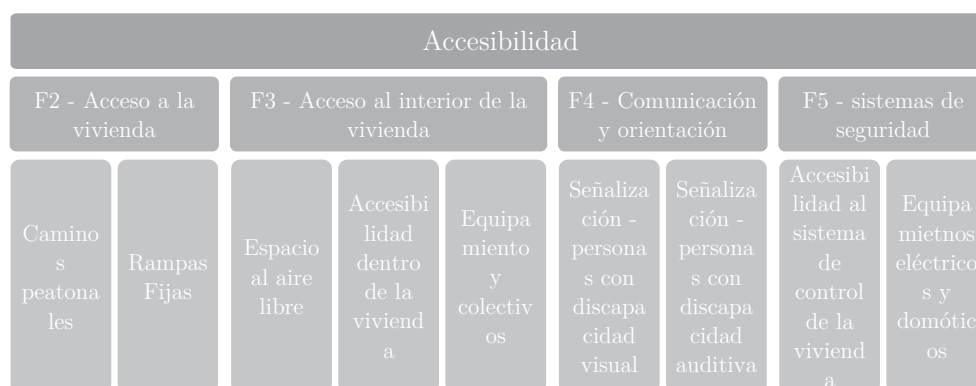 Accesibilidad
F2 - Acceso a la
vivienda
F3 - Acceso al interior de la
vivienda
F4 - Comunicación
y orientación
F5 - sistemas de
seguridad
Camino
s
peatona
les
Rampas
Fijas
Espacio
al aire
libre
Accesibi
lidad
dentro
de la
viviend
a
Equipa
miento
y
colectiv
os
Señaliza
ción -
persona
s con
discapa
cidad
visual
Señaliza
ción -
persona
s con
discapa
cidad
auditiva
Accesibi
lidad al
sistema
de
control
de la
viviend
a
Equipa
mietnos
eléctrico
s y
domótic
os